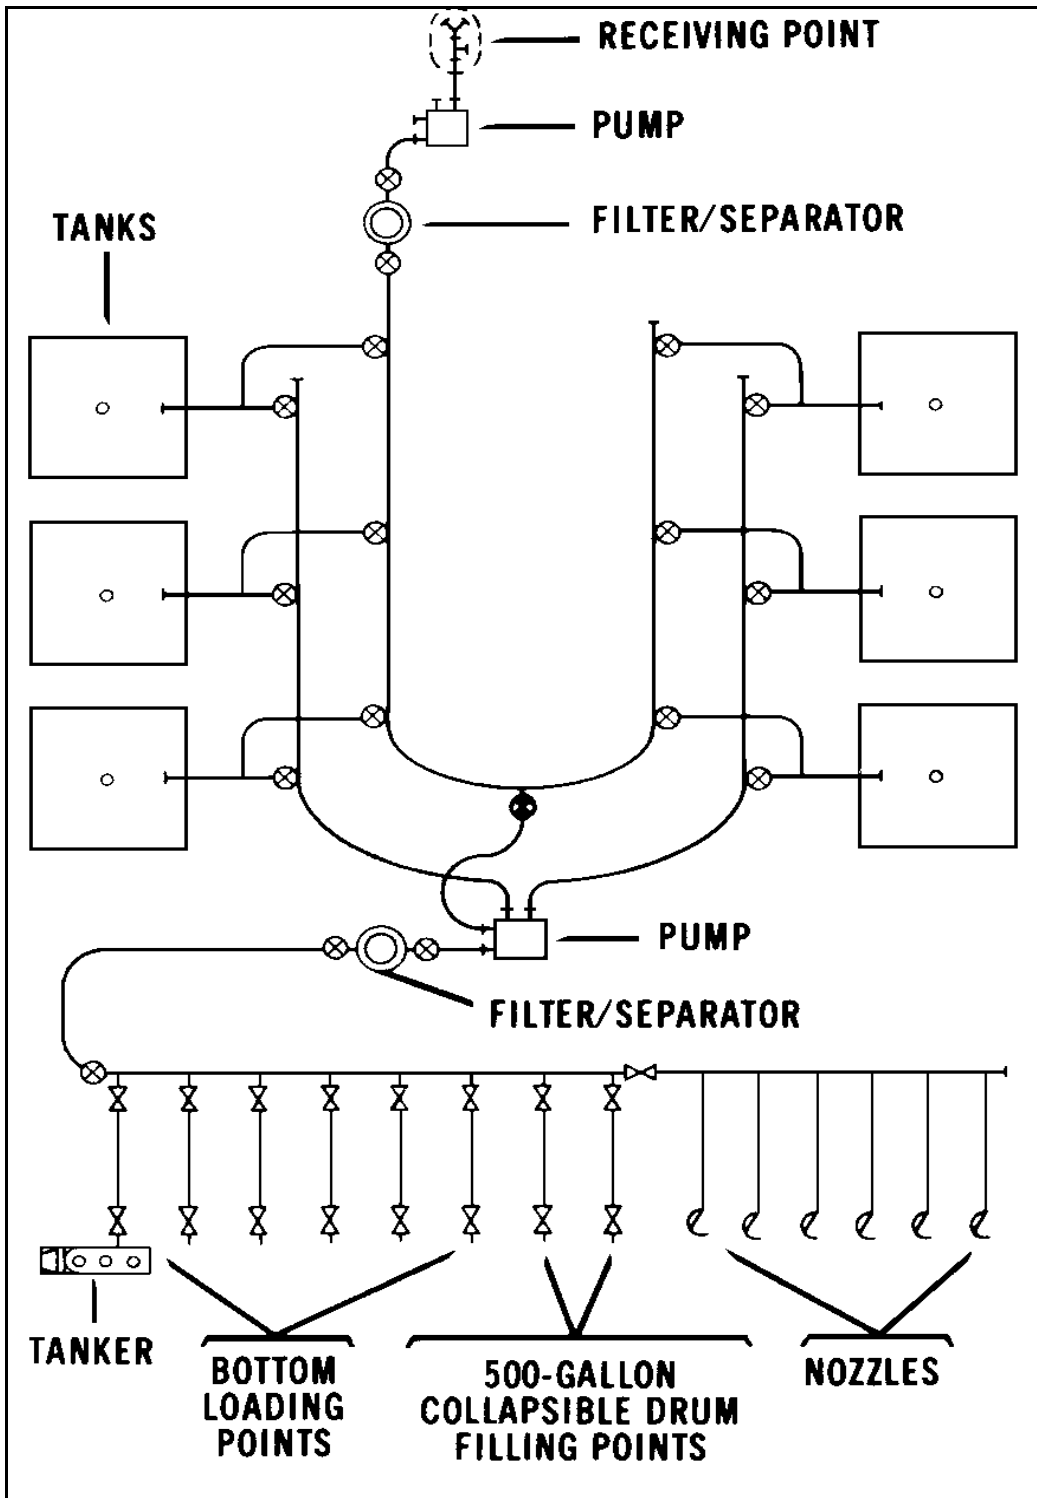 RECEIVING POINT
PUMP
FILTER/SEPARATOR
TANKS
PUMP
FILTER/SEPARATOR
TANKER
BOTTOM
LOADING
POINTS
500-GALLON
COLLAPSIBLE DRUM
FILLING POINTS
NOZZLES